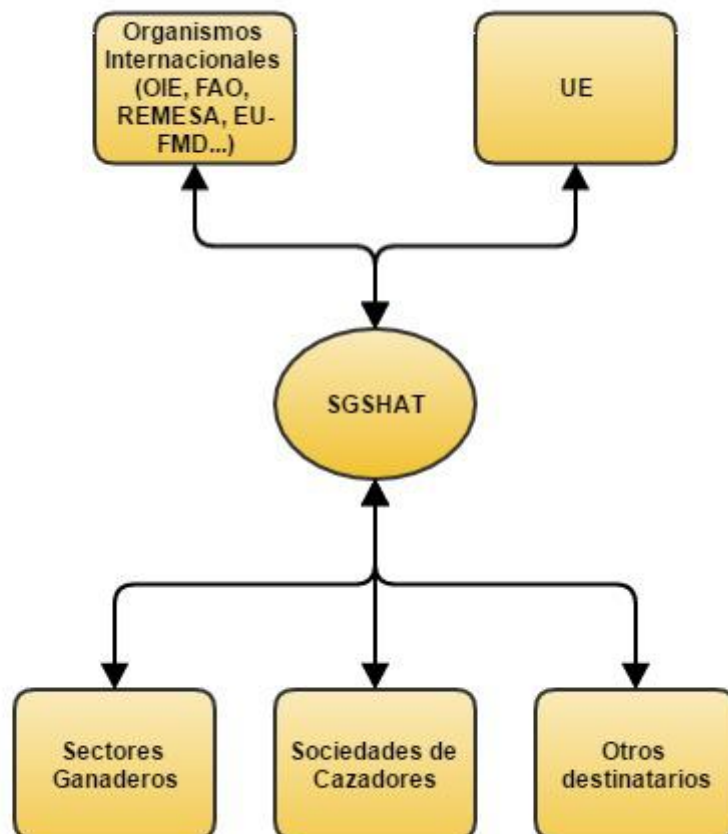 Organismos
Internacionales
(OIE, FAO,
REMESA, EU-
FMD...)
UE
SGSHAT
Sectores
Ganaderos
Sociedades de
Cazadores
Otros
destinatarios